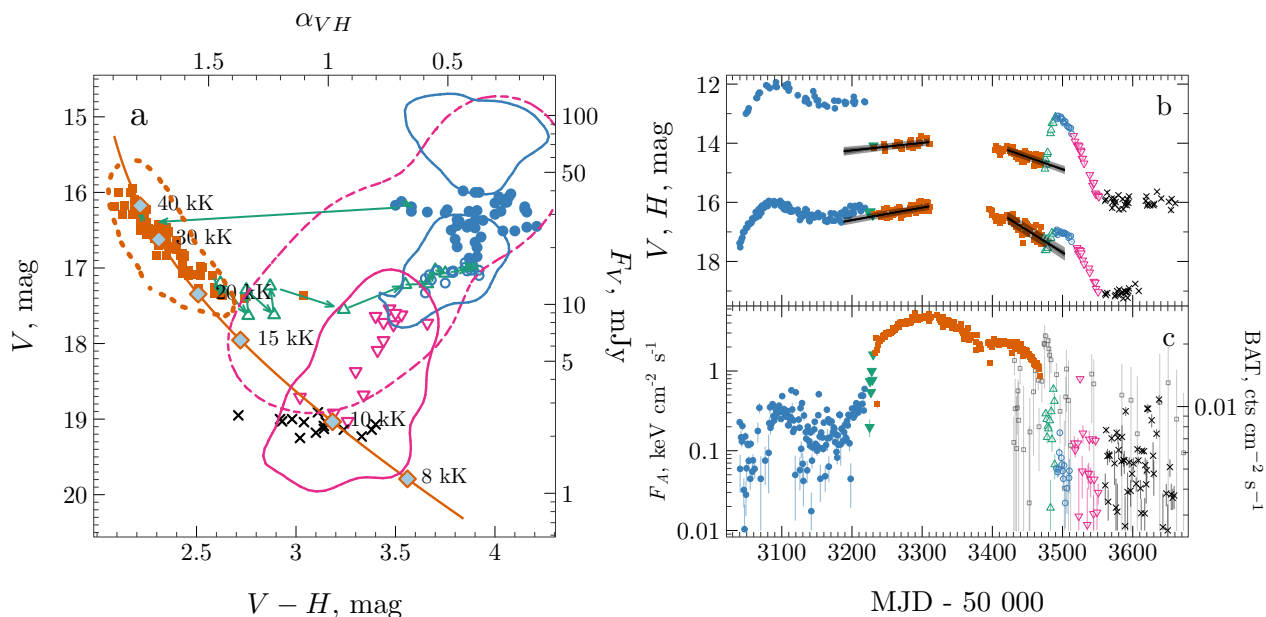 α_VH
1.5 1 0.5
a
15
16
17
18
19
20
V, mag
100
50
10
5
1
F_ν, mJy
40 kK
30 kK
20 kK
15 kK
10 kK
8 kK
2.5 3 3.5 4
V − H, mag
b
12
14
16
18
V, H, mag
c
1
0.1
0.01
F_A, keV cm⁻² s⁻¹
0.01
BAT, cts cm⁻² s⁻¹
3100 3200 3300 3400 3500 3600
MJD - 50 000